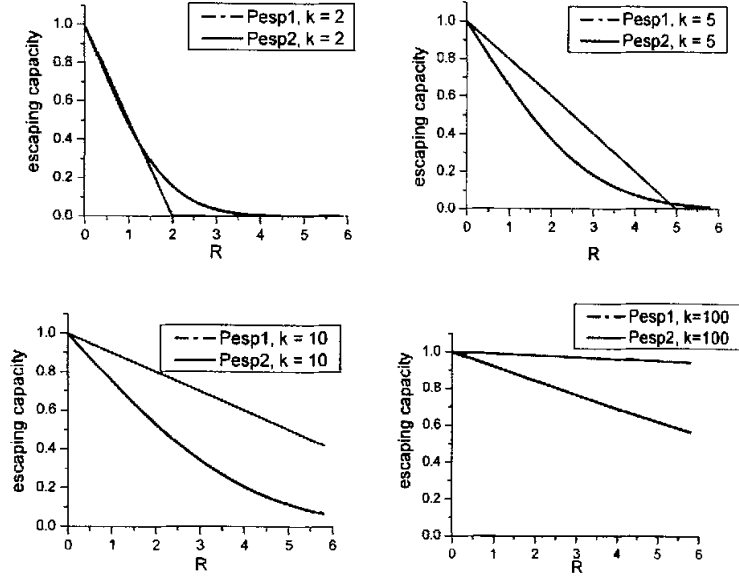 Pesp1, k = 2
Pesp2, k = 2
escaping capacity
1.0
0.8
0.6
0.4
0.2
0.0
0 1 2 3 4 5 6
R
Pesp1, k = 5
Pesp2, k = 5
escaping capacity
1.0
0.8
0.6
0.4
0.2
0.0
0 1 2 3 4 5 6
R
Pesp1, k = 10
Pesp2, k = 10
escaping capacity
1.0
0.8
0.6
0.4
0.2
0.0
0 1 2 3 4 5 6
R
Pesp1, k=100
Pesp2, k=100
escaping capacity
1.0
0.8
0.6
0.4
0.2
0.0
0 1 2 3 4 5 6
R